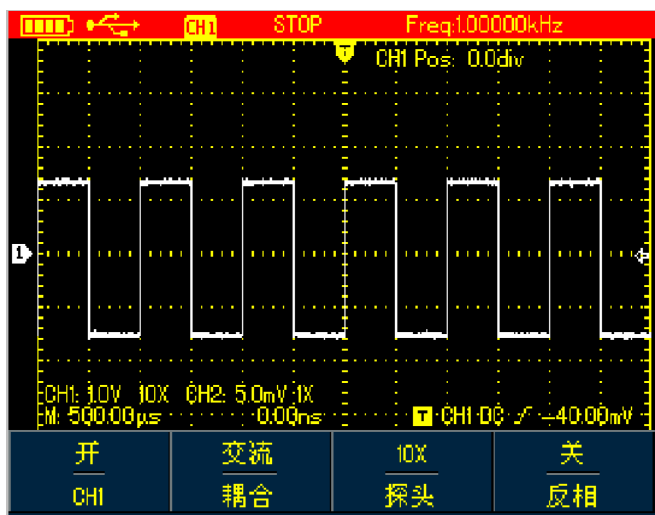 CH1 STOP Freq:1.00000kHz
T CH1 Pos: 0.0div
1
CH1: 1.0V 10X CH2: 5.0mV 1X
M: 500.00µs 0.00ns T CH1 DC -40.00mV
开 交流 10X 关
CH1 耦合 探头 反相